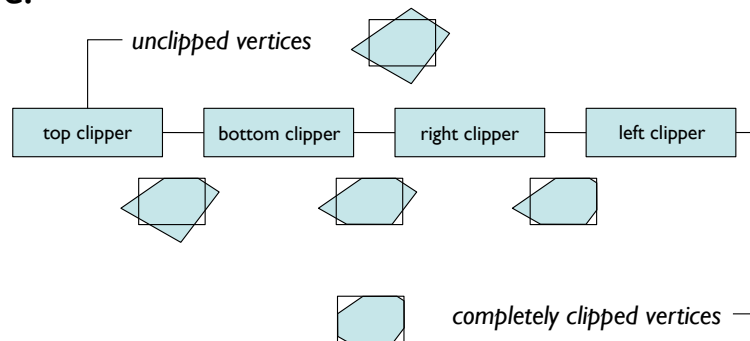 unclipped vertices
top clipper
bottom clipper
right clipper
left clipper
completely clipped vertices